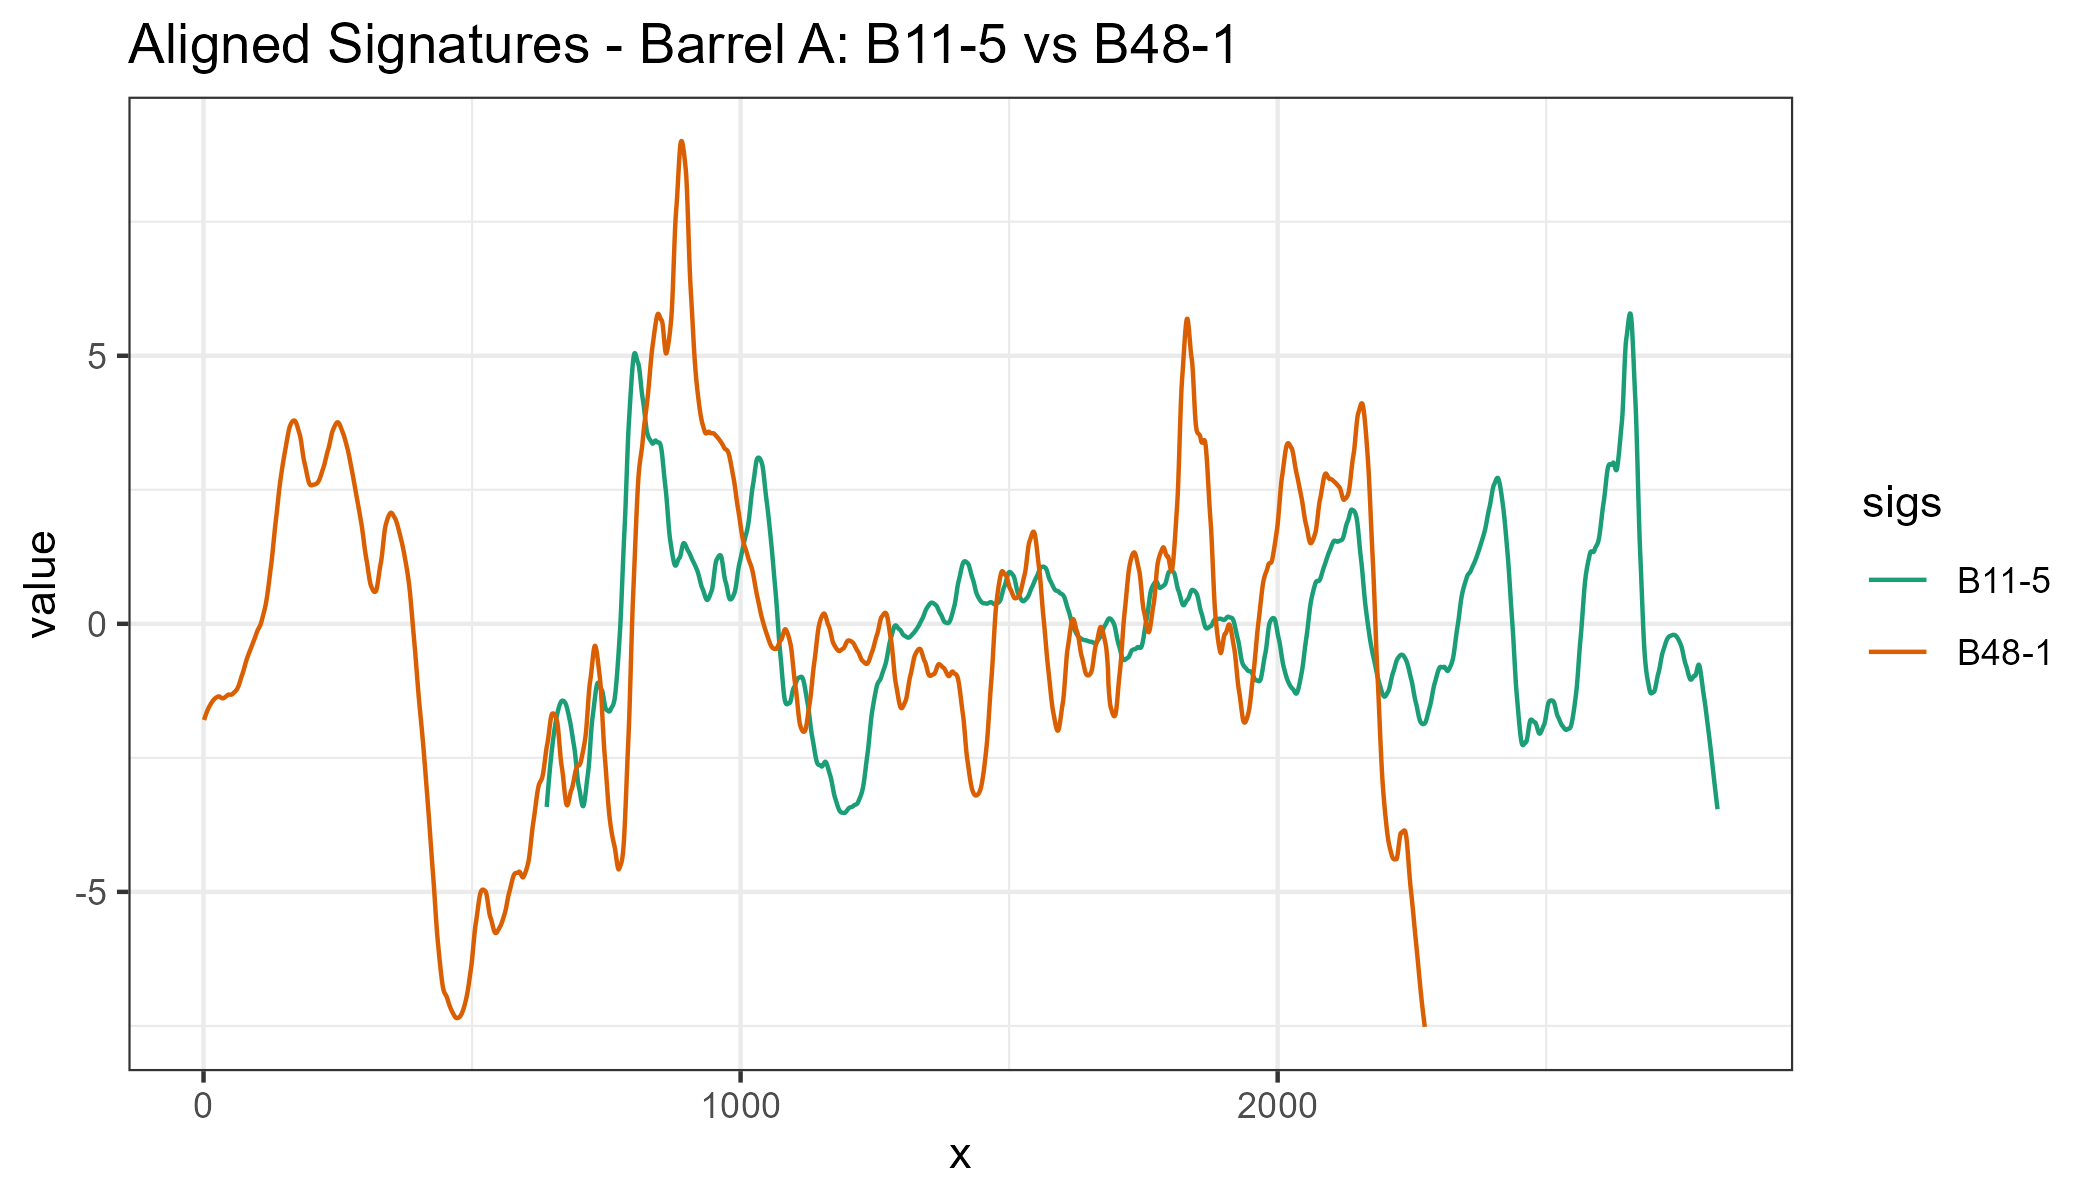 Aligned Signatures - Barrel A: B11-5 vs B48-1
value
5
0
-5
0
1000
2000
x
sigs
B11-5
B48-1